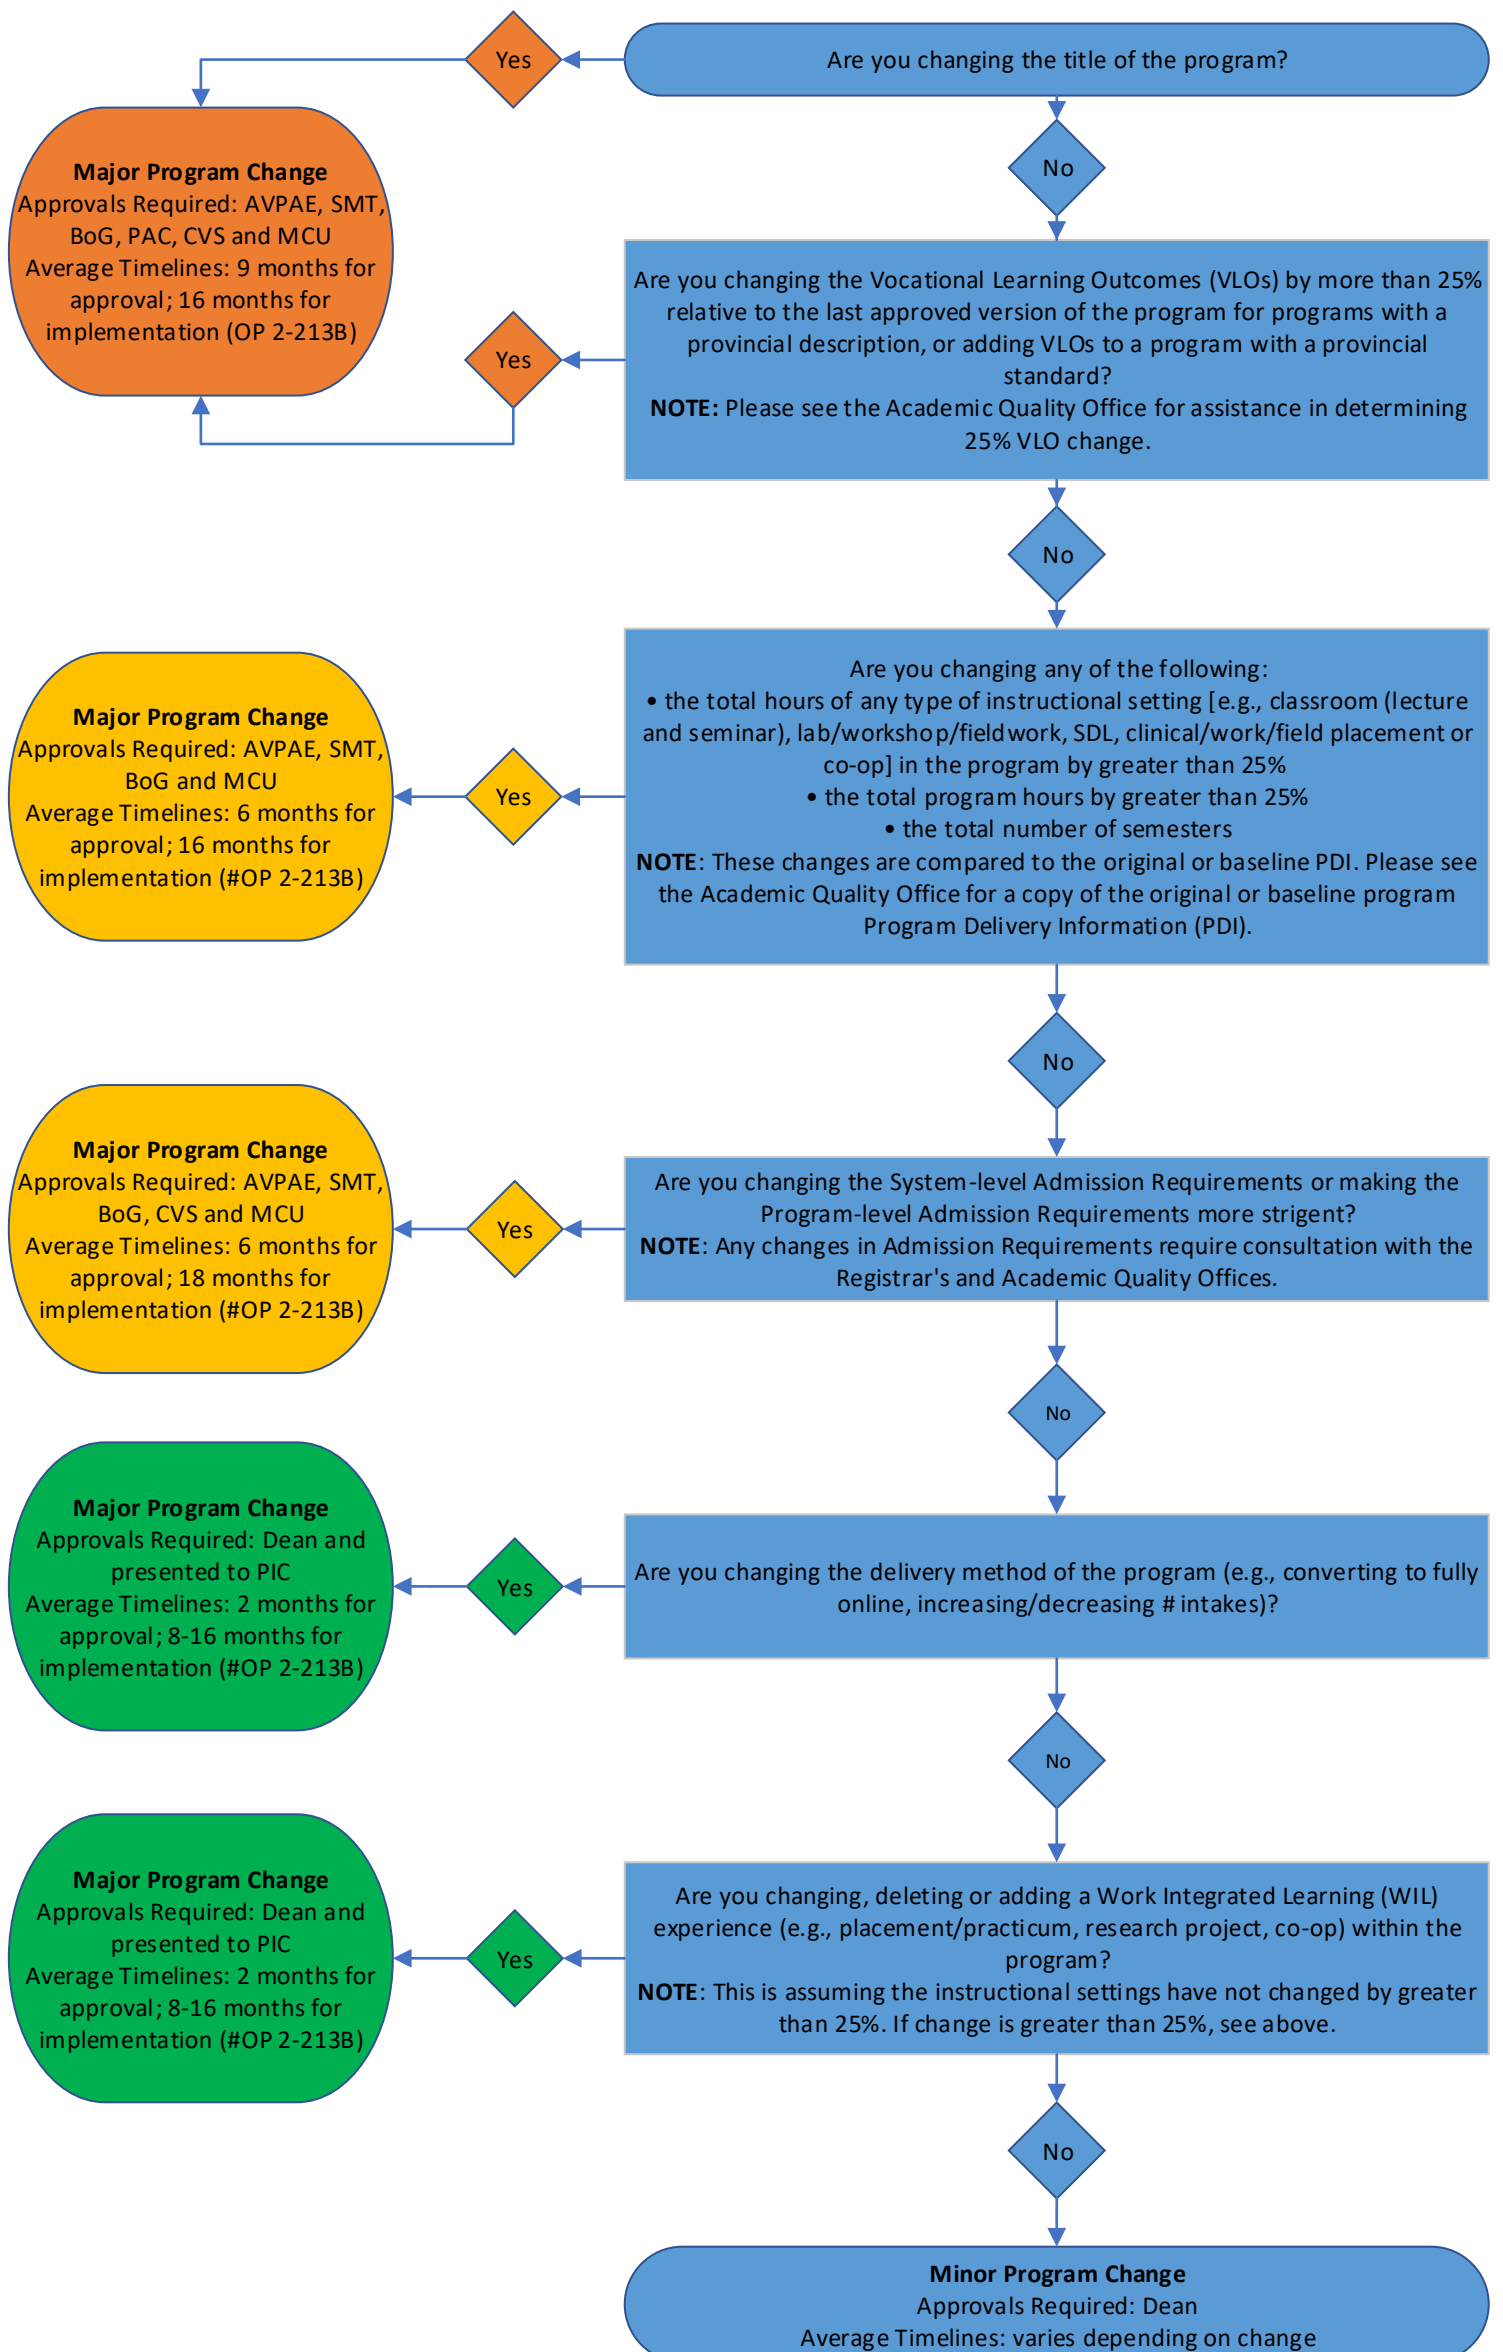 Are you changing the title of the program?
Yes
No
Major Program Change
Approvals Required: AVPAE, SMT,
BoG, PAC, CVS and MCU
Average Timelines: 9 months for
approval; 16 months for
implementation (OP 2-213B)
Are you changing the Vocational Learning Outcomes (VLOs) by more than 25%
relative to the last approved version of the program for programs with a
provincial description, or adding VLOs to a program with a provincial
standard?
NOTE: Please see the Academic Quality Office for assistance in determining
25% VLO change.
Yes
No
Are you changing any of the following:
• the total hours of any type of instructional setting [e.g., classroom (lecture
and seminar), lab/workshop/fieldwork, SDL, clinical/work/field placement or
co-op] in the program by greater than 25%
• the total program hours by greater than 25%
• the total number of semesters
NOTE: These changes are compared to the original or baseline PDI. Please see
the Academic Quality Office for a copy of the original or baseline program
Program Delivery Information (PDI).
Yes
Major Program Change
Approvals Required: AVPAE, SMT,
BoG and MCU
Average Timelines: 6 months for
approval; 16 months for
implementation (#OP 2-213B)
No
Are you changing the System-level Admission Requirements or making the
Program-level Admission Requirements more strigent?
NOTE: Any changes in Admission Requirements require consultation with the
Registrar's and Academic Quality Offices.
Yes
Major Program Change
Approvals Required: AVPAE, SMT,
BoG, CVS and MCU
Average Timelines: 6 months for
approval; 18 months for
implementation (#OP 2-213B)
No
Are you changing the delivery method of the program (e.g., converting to fully
online, increasing/decreasing # intakes)?
Yes
Major Program Change
Approvals Required: Dean and
presented to PIC
Average Timelines: 2 months for
approval; 8-16 months for
implementation (#OP 2-213B)
No
Are you changing, deleting or adding a Work Integrated Learning (WIL)
experience (e.g., placement/practicum, research project, co-op) within the
program?
NOTE: This is assuming the instructional settings have not changed by greater
than 25%. If change is greater than 25%, see above.
Yes
Major Program Change
Approvals Required: Dean and
presented to PIC
Average Timelines: 2 months for
approval; 8-16 months for
implementation (#OP 2-213B)
No
Minor Program Change
Approvals Required: Dean
Average Timelines: varies depending on change